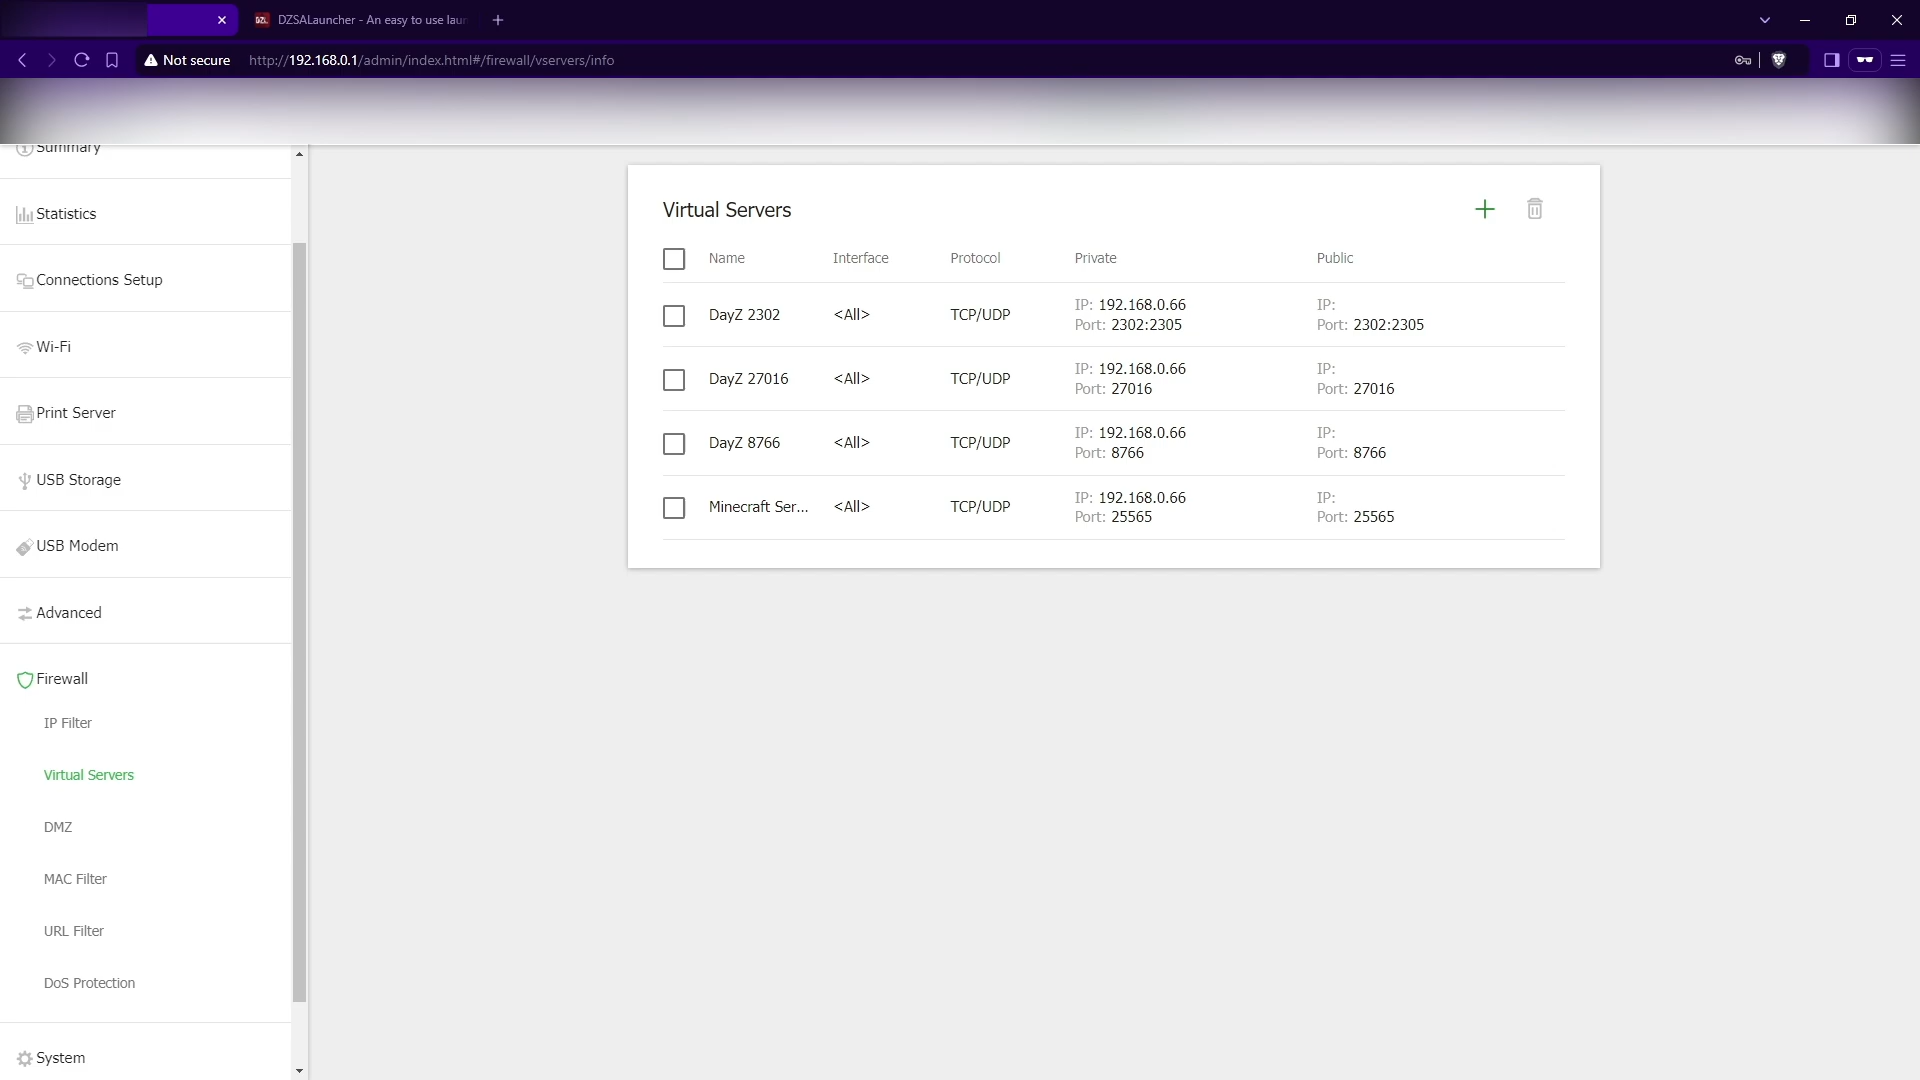 DZSALauncher - An easy to use laun
Not secure
http://192.168.0.1/admin/index.html#/firewall/vservers/info
Summary
Statistics
Connections Setup
Wi-Fi
Print Server
USB Storage
USB Modem
Advanced
Firewall
IP Filter
Virtual Servers
DMZ
MAC Filter
URL Filter
DoS Protection
System
Virtual Servers
Name Interface Protocol Private Public
DayZ 2302 <All> TCP/UDP IP: 192.168.0.66 IP:
Port: 2302:2305 Port: 2302:2305
DayZ 27016 <All> TCP/UDP IP: 192.168.0.66 IP:
Port: 27016 Port: 27016
DayZ 8766 <All> TCP/UDP IP: 192.168.0.66 IP:
Port: 8766 Port: 8766
Minecraft Ser... <All> TCP/UDP IP: 192.168.0.66 IP:
Port: 25565 Port: 25565